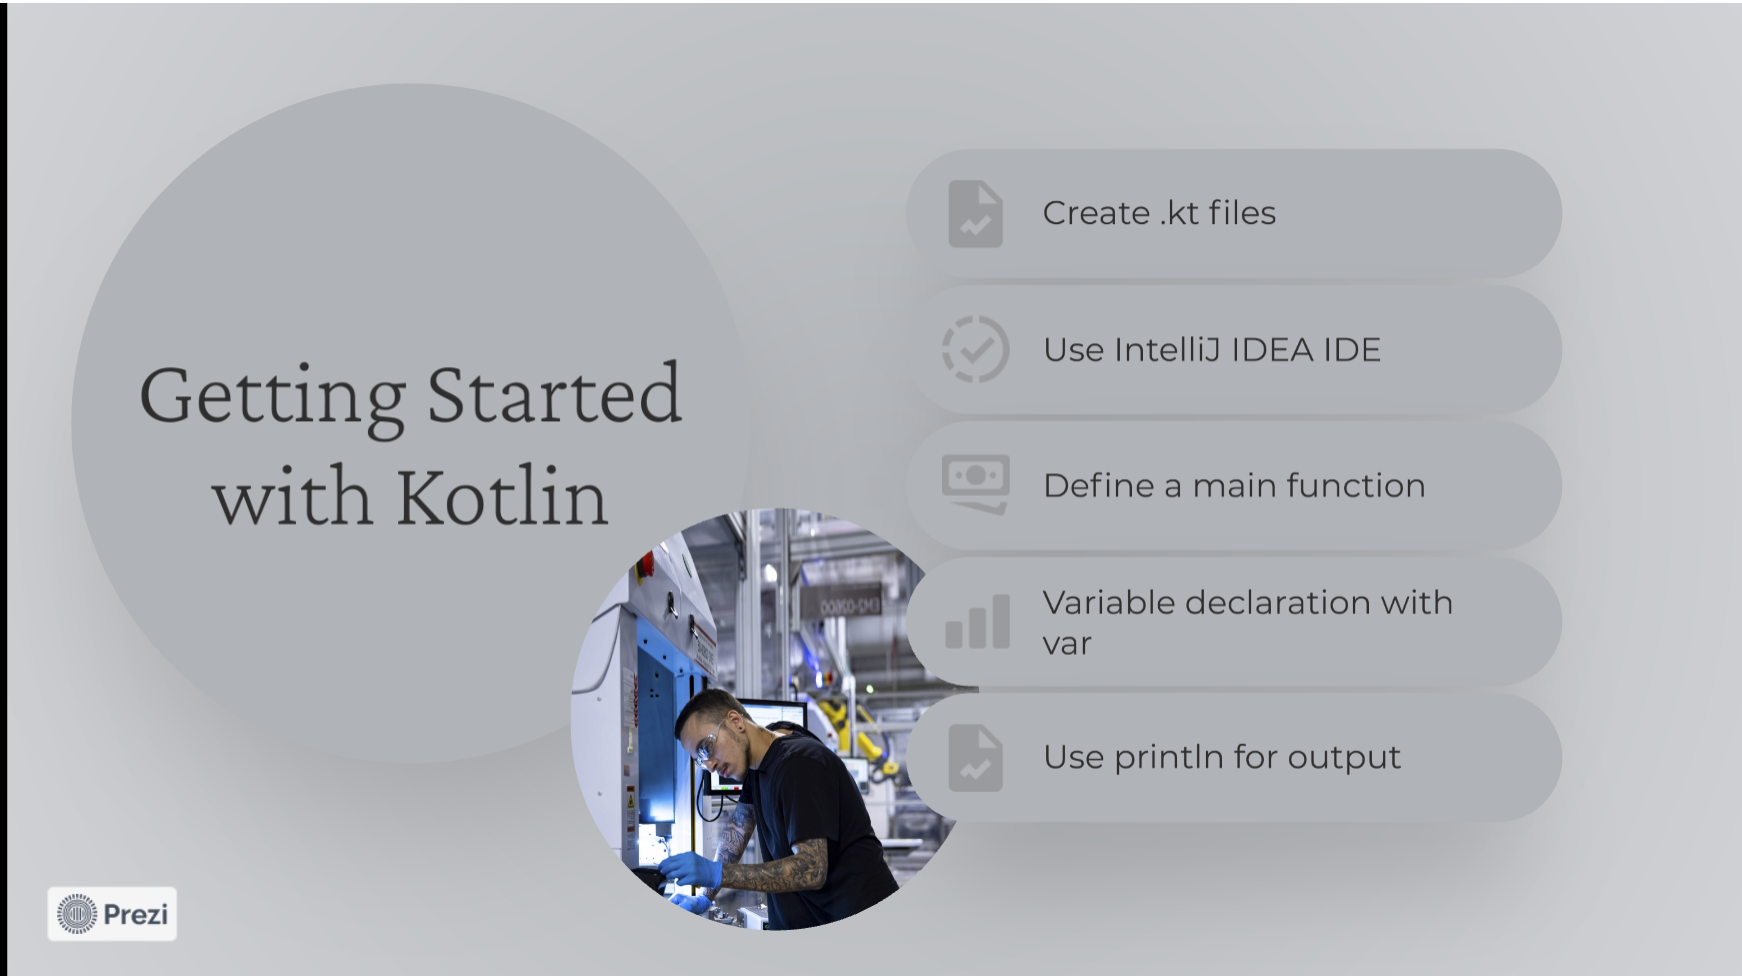 Getting Started
with Kotlin
Create .kt files
Use IntelliJ IDEA IDE
Define a main function
Variable declaration with
var
Use println for output
Prezi